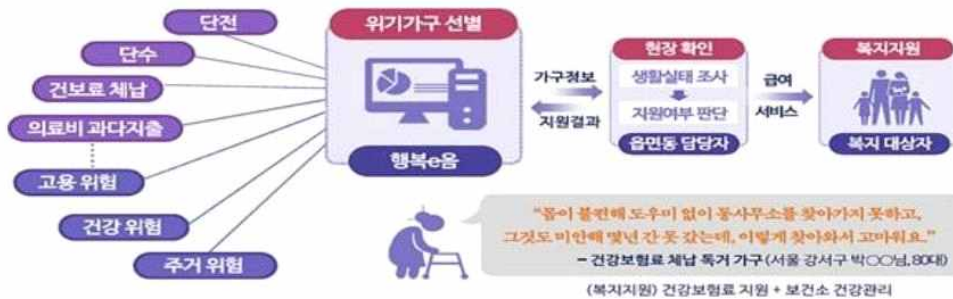 단전
단수
건보료 체납
의료비 과다지출
고용 위험
건강 위험
주거 위험
위기가구 선별
행복e음
가구정보
지원결과
현장 확인
생활실태 조사
지원여부 판단
읍면동 담당자
급여
서비스
복지지원
복지 대상자
“몸이 불편해 도우미 없이 동사무소를 찾아가지 못하고,
그것도 미안해 몇년 간 못 갔는데, 이렇게 찾아와서 고마워요.”
– 건강보험료 체납 독거 가구 (서울 강서구 박○○님, 80대)
(복지지원) 건강보험료 지원 + 보건소 건강관리